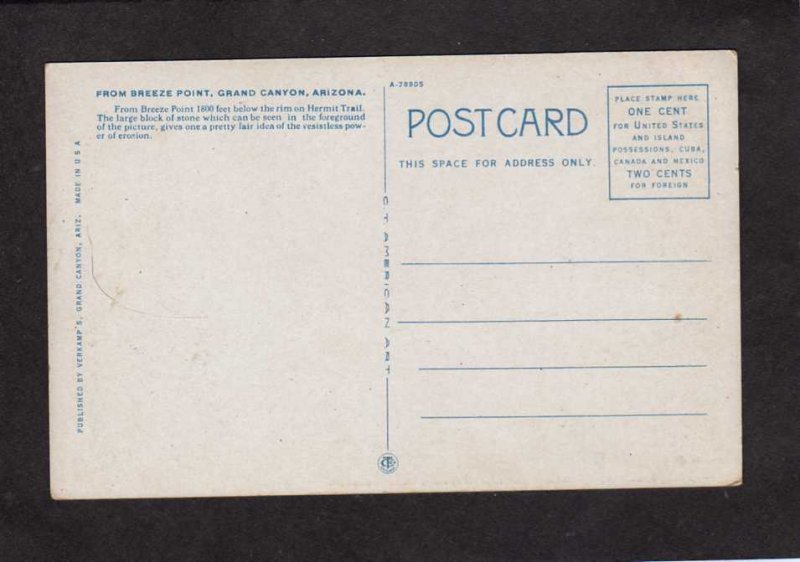 FROM BREEZE POINT, GRAND CANYON, ARIZONA.
From Breeze Point 1800 feet below the rim on Hermit Trail.
The large block of stone which can be seen in the foreground
of the picture, gives one a pretty fair idea of the resistless pow-
er of erosion.
PUBLISHED BY VERKAMP'S, GRAND CANYON, ARIZ. MADE IN U S A
A-78905
POST CARD
THIS SPACE FOR ADDRESS ONLY.
PLACE STAMP HERE
ONE CENT
FOR UNITED STATES
AND ISLAND
POSSESSIONS, CUBA,
CANADA AND MEXICO
TWO CENTS
FOR FOREIGN